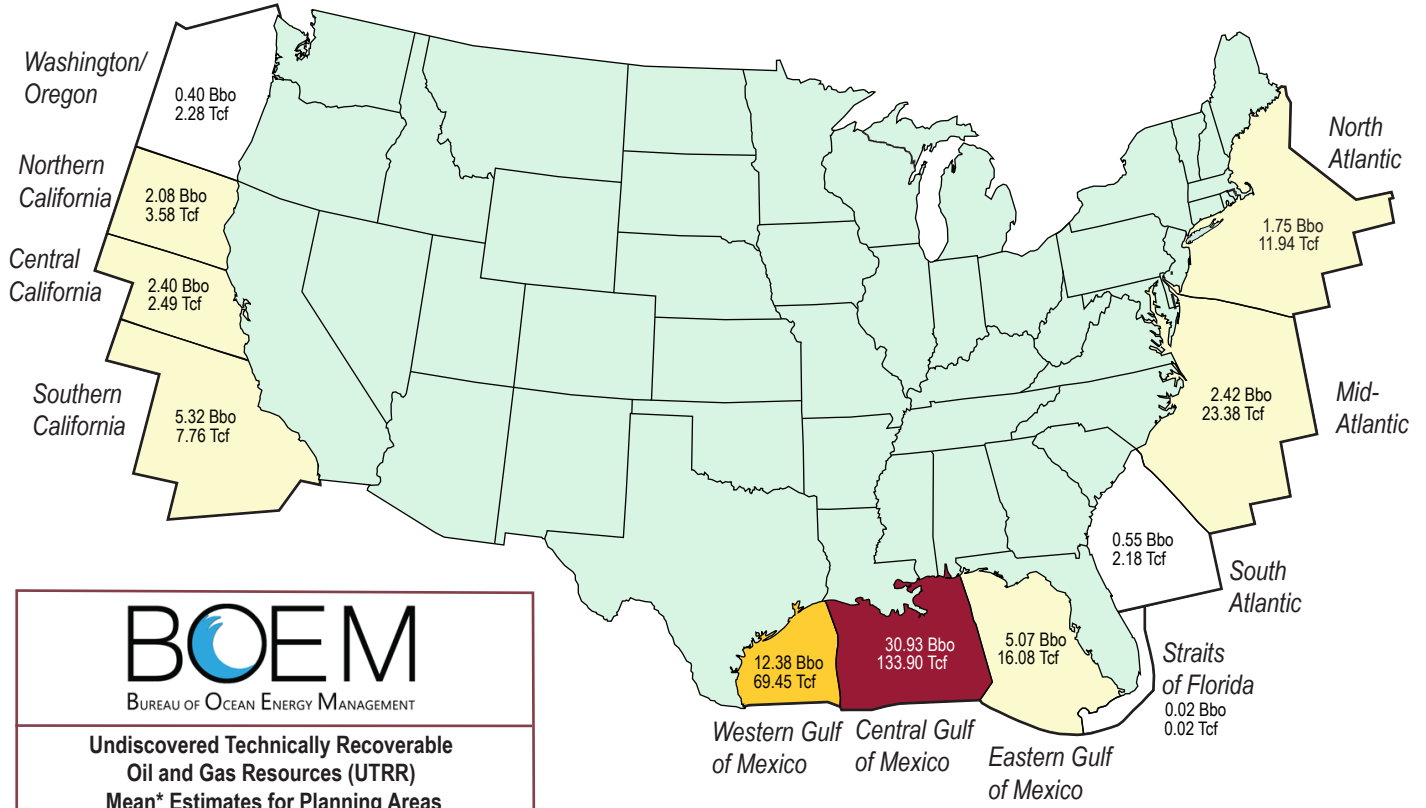 Washington/
Oregon
0.40 Bbo
2.28 Tcf
Northern
California
2.08 Bbo
3.58 Tcf
Central
California
2.40 Bbo
2.49 Tcf
Southern
California
5.32 Bbo
7.76 Tcf
North
Atlantic
1.75 Bbo
11.94 Tcf
Mid-
Atlantic
2.42 Bbo
23.38 Tcf
0.55 Bbo
2.18 Tcf
South
Atlantic
Straits
of Florida
0.02 Bbo
0.02 Tcf
12.38 Bbo
69.45 Tcf
Western Gulf
of Mexico
30.93 Bbo
133.90 Tcf
Central Gulf
of Mexico
5.07 Bbo
16.08 Tcf
Eastern Gulf
of Mexico
BOEM
BUREAU OF OCEAN ENERGY MANAGEMENT
Undiscovered Technically Recoverable
Oil and Gas Resources (UTRR)
Mean* Estimates for Planning Areas